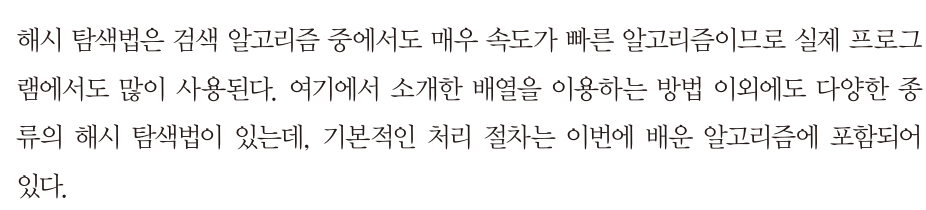 해시 탐색법은 검색 알고리즘 중에서도 매우 속도가 빠른 알고리즘이므로 실제 프로그
램에서도 많이 사용된다. 여기에서 소개한 배열을 이용하는 방법 이외에도 다양한 종
류의 해시 탐색법이 있는데, 기본적인 처리 절차는 이번에 배운 알고리즘에 포함되어
있다.